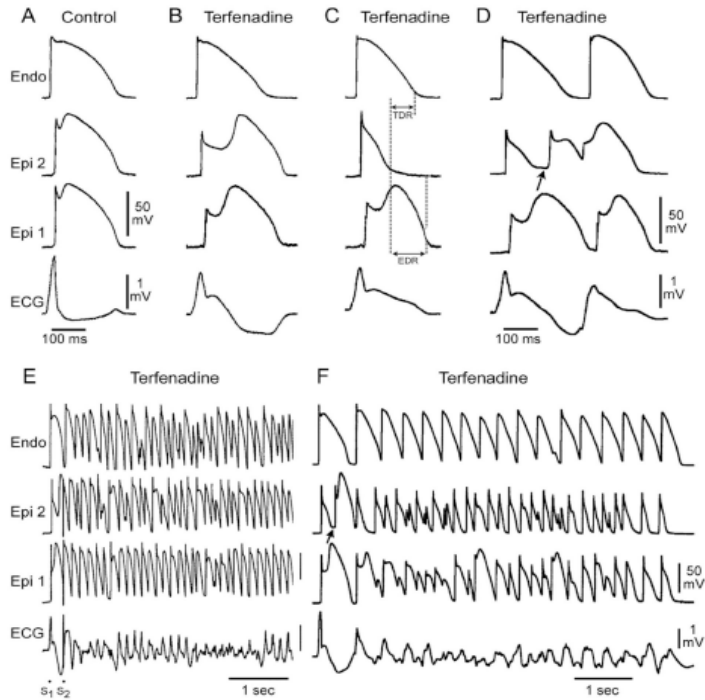 A
Control
B
Terfenadine
C
Terfenadine
D
Terfenadine
Endo
TDR
Epi 2
50
mV
50
mV
Epi 1
EDR
1
mV
1
mV
ECG
100 ms
100 ms
E
Terfenadine
F
Terfenadine
Endo
Epi 2
Epi 1
50
mV
ECG
1
mV
S1 S2
1 sec
1 sec